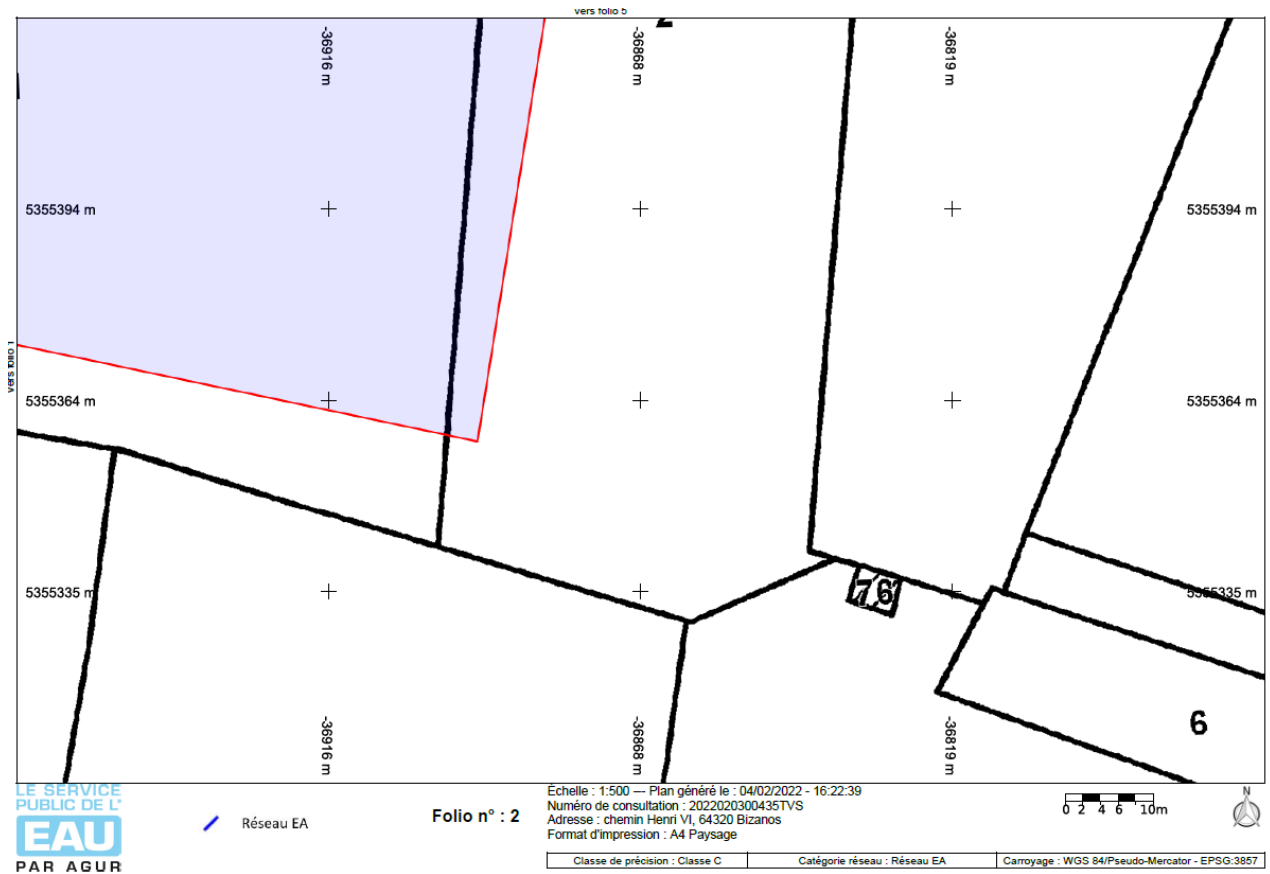 vers folio 5
2
-36916 m
-36868 m
-36819 m
5355394 m
5355394 m
vers folio 1
5355364 m
5355364 m
5355335 m
5355335 m
76
6
-36916 m
-36868 m
-36819 m
LE SERVICE
PUBLIC DE L'
EAU
PAR AGUR
Réseau EA
Folio n° : 2
Échelle : 1:500 --- Plan généré le : 04/02/2022 - 16:22:39
Numéro de consultation : 2022020300435TVS
Adresse : chemin Henri VI, 64320 Bizanos
Format d'impression : A4 Paysage
0 2 4 6 10m
N
Classe de précision : Classe C
Catégorie réseau : Réseau EA
Carroyage : WGS 84/Pseudo-Mercator - EPSG:3857